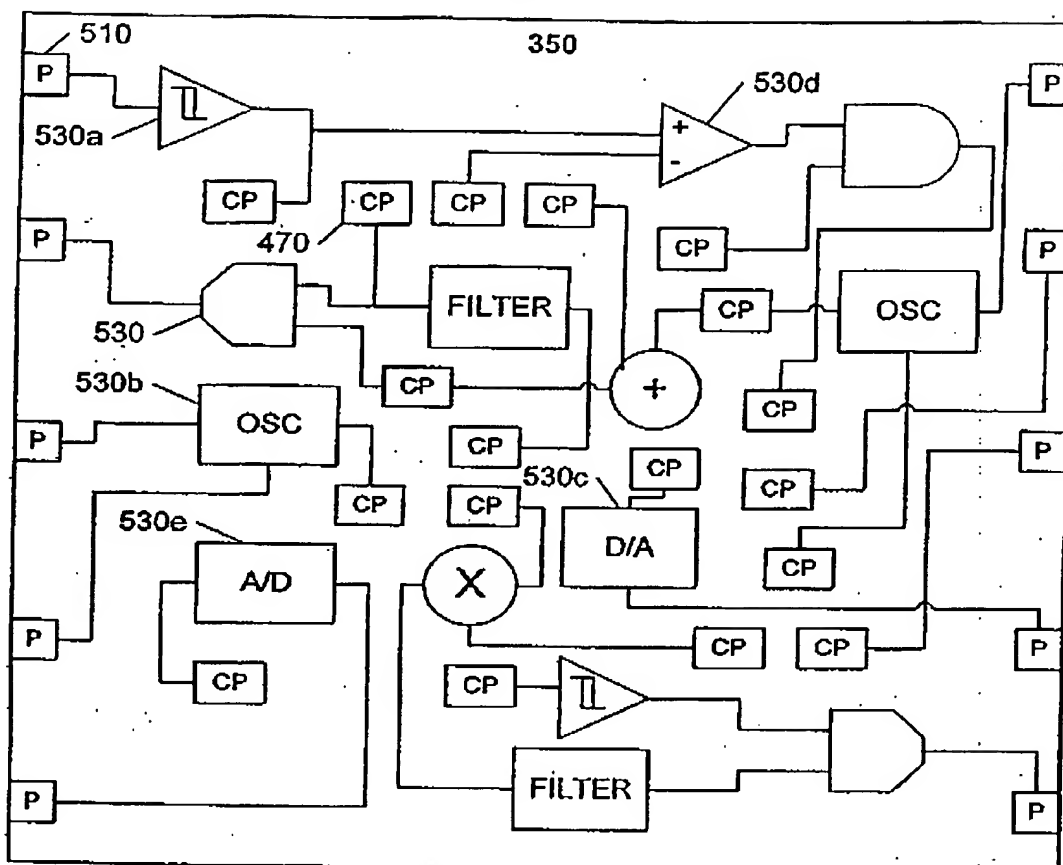 510
350
P
P
530a
530d
+
-
CP
CP
CP
CP
470
CP
P
P
FILTER
CP
OSC
530
530b
CP
+
CP
P
OSC
CP
P
530c
CP
CP
CP
CP
530e
D/A
A/D
X
CP
P
CP
CP
CP
P
CP
FILTER
P
P